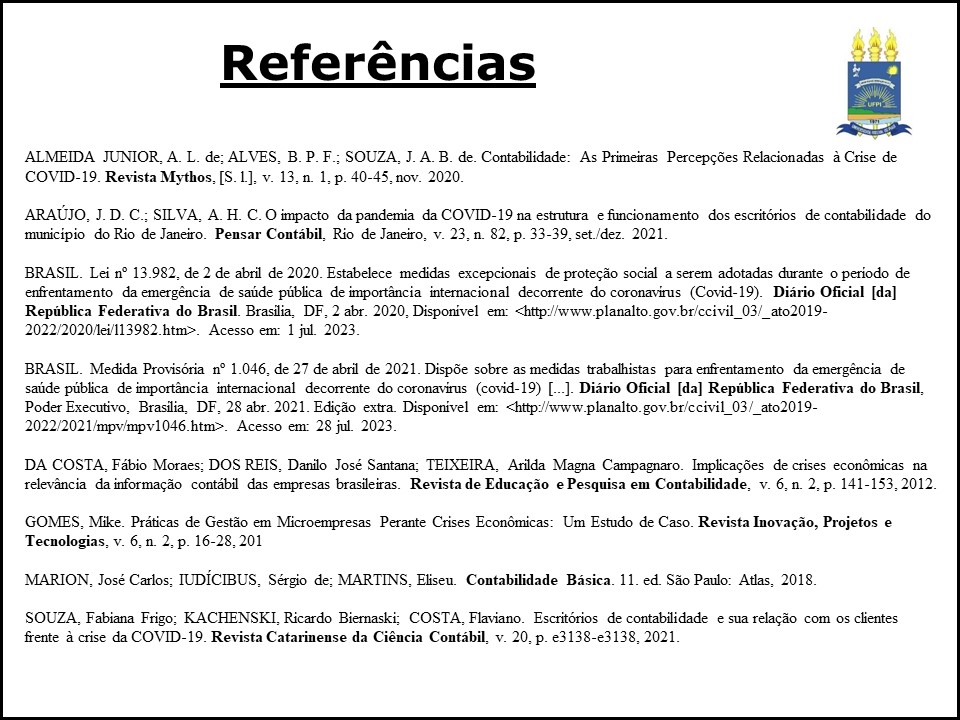 Referências
UFPI
1971
ALMEIDA JUNIOR, A. L. de; ALVES, B. P. F.; SOUZA, J. A. B. de. Contabilidade: As Primeiras Percepções Relacionadas à Crise de
COVID-19. Revista Mythos, [S. l.], v. 13, n. 1, p. 40-45, nov. 2020.
ARAÚJO, J. D. C.; SILVA, A. H. C. O impacto da pandemia da COVID-19 na estrutura e funcionamento dos escritórios de contabilidade do
município do Rio de Janeiro. Pensar Contábil, Rio de Janeiro, v. 23, n. 82, p. 33-39, set./dez. 2021.
BRASIL. Lei nº 13.982, de 2 de abril de 2020. Estabelece medidas excepcionais de proteção social a serem adotadas durante o período de
enfrentamento da emergência de saúde pública de importância internacional decorrente do coronavírus (Covid-19). Diário Oficial [da]
República Federativa do Brasil. Brasília, DF, 2 abr. 2020, Disponível em: <http://www.planalto.gov.br/ccivil_03/_ato2019-
2022/2020/lei/l13982.htm>. Acesso em: 1 jul. 2023.
BRASIL. Medida Provisória nº 1.046, de 27 de abril de 2021. Dispõe sobre as medidas trabalhistas para enfrentamento da emergência de
saúde pública de importância internacional decorrente do coronavírus (covid-19) [...]. Diário Oficial [da] República Federativa do Brasil,
Poder Executivo, Brasília, DF, 28 abr. 2021. Edição extra. Disponível em: <http://www.planalto.gov.br/ccivil_03/_ato2019-
2022/2021/mpv/mpv1046.htm>. Acesso em: 28 jul. 2023.
DA COSTA, Fábio Moraes; DOS REIS, Danilo José Santana; TEIXEIRA, Arilda Magna Campagnaro. Implicações de crises econômicas na
relevância da informação contábil das empresas brasileiras. Revista de Educação e Pesquisa em Contabilidade, v. 6, n. 2, p. 141-153, 2012.
GOMES, Mike. Práticas de Gestão em Microempresas Perante Crises Econômicas: Um Estudo de Caso. Revista Inovação, Projetos e
Tecnologias, v. 6, n. 2, p. 16-28, 201
MARION, José Carlos; IUDÍCIBUS, Sérgio de; MARTINS, Eliseu. Contabilidade Básica. 11. ed. São Paulo: Atlas, 2018.
SOUZA, Fabiana Frigo; KACHENSKI, Ricardo Biernaski; COSTA, Flaviano. Escritórios de contabilidade e sua relação com os clientes
frente à crise da COVID-19. Revista Catarinense da Ciência Contábil, v. 20, p. e3138-e3138, 2021.